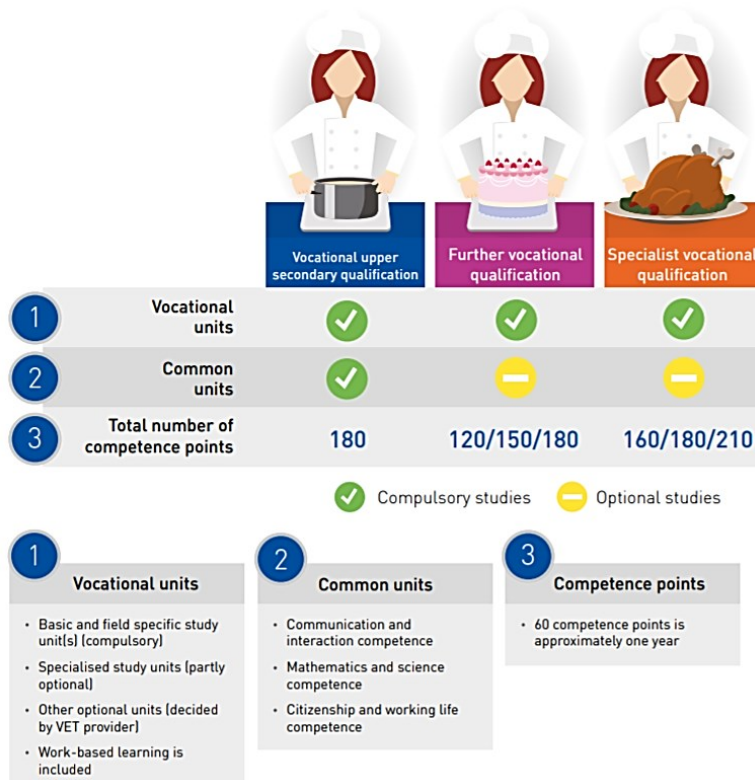 Vocational upper
secondary qualification
Further vocational
qualification
Specialist vocational
qualification
1
Vocational
units
2
Common
units
3
Total number of
competence points
180
120/150/180
160/180/210
Compulsory studies
Optional studies
1
Vocational units
• Basic and field specific study
unit(s) (compulsory)
• Specialised study units (partly
optional)
• Other optional units (decided
by VET provider)
• Work-based learning is
included
2
Common units
• Communication and
interaction competence
• Mathematics and science
competence
• Citizenship and working life
competence
3
Competence points
• 60 competence points is
approximately one year